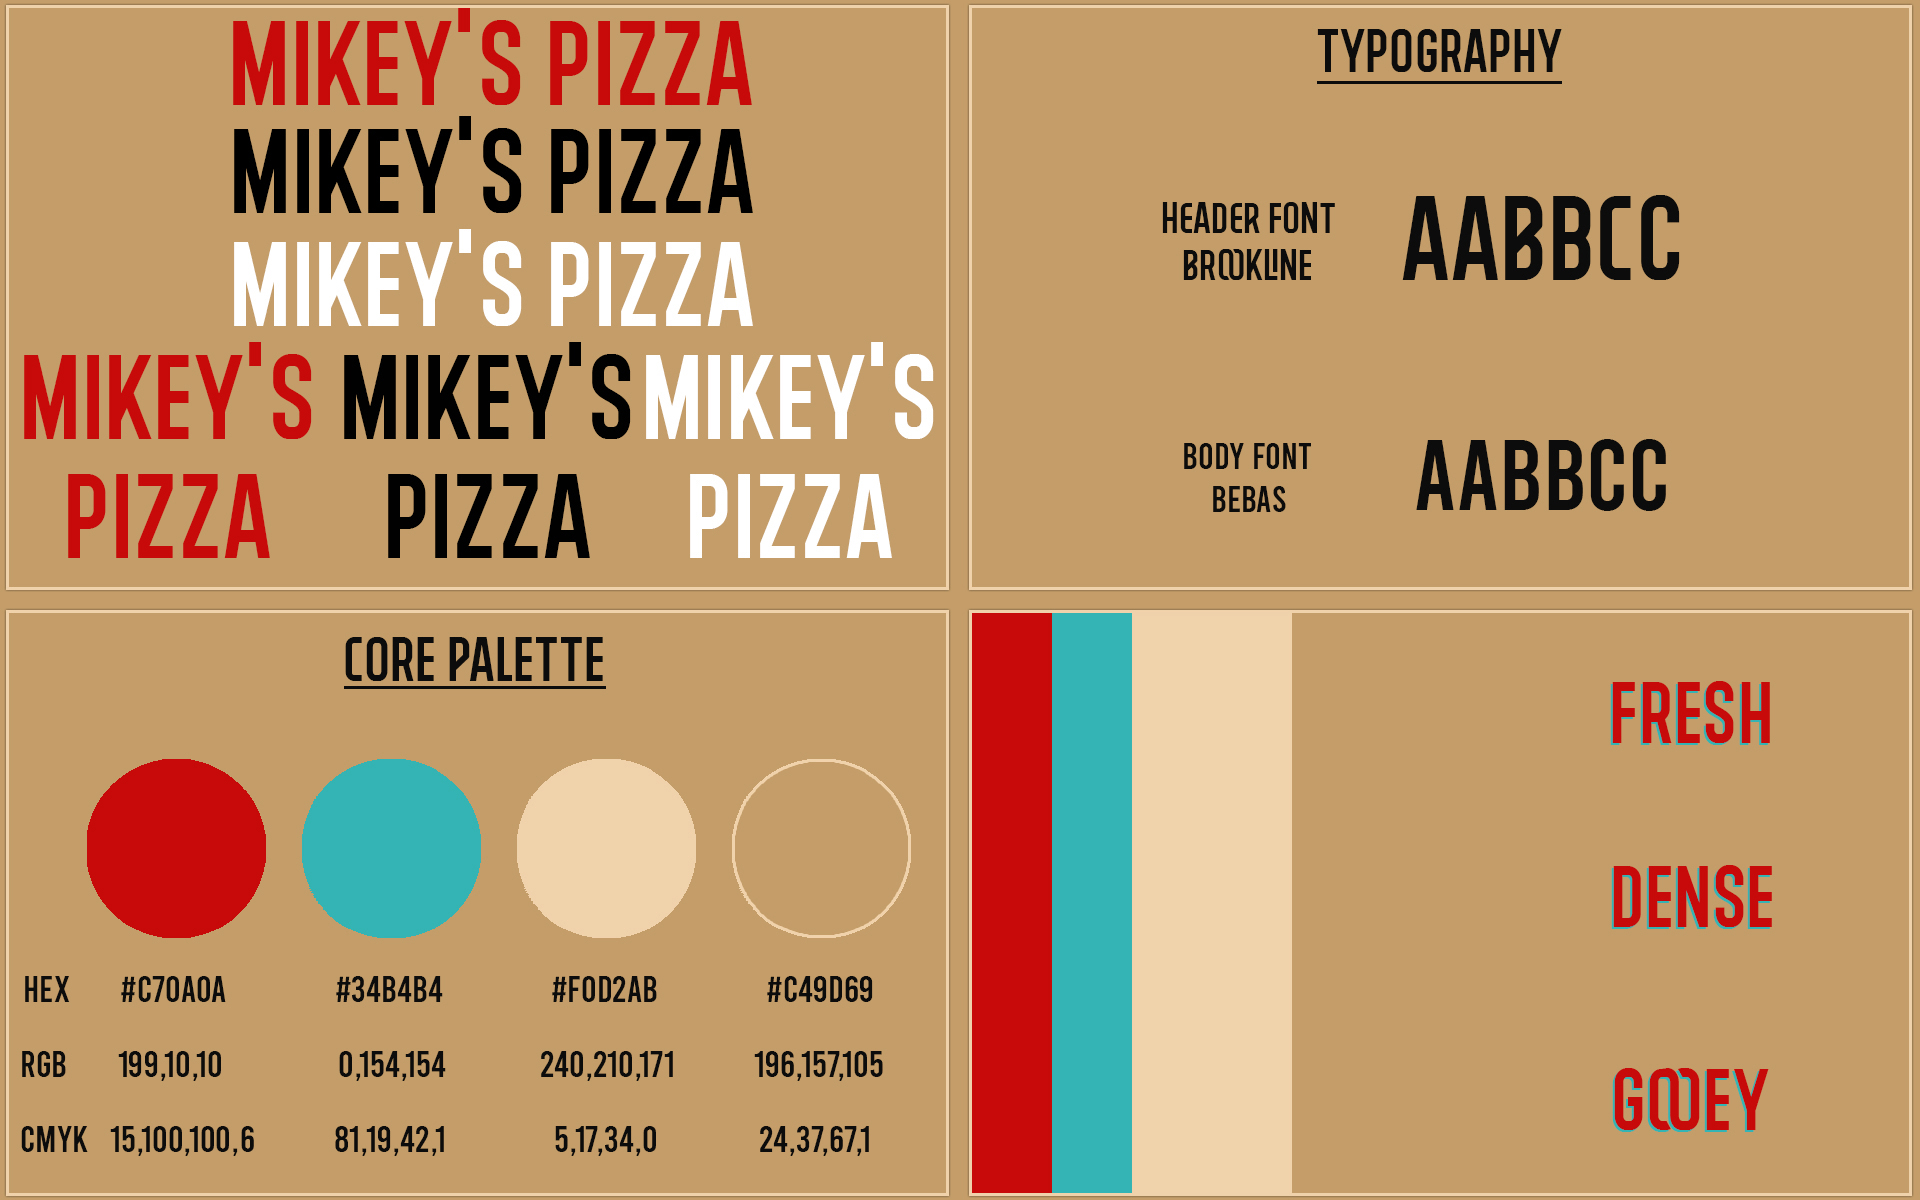 MIKEY'S PIZZA
MIKEY'S PIZZA
MIKEY'S PIZZA
MIKEY'S MIKEY'S MIKEY'S
PIZZA PIZZA PIZZA
TYPOGRAPHY
HEADER FONT
BROOKLINE
AABBCC
BODY FONT
BEBAS
AABBCC
CORE PALETTE
HEX #C70A0A #34B4B4 #F0D2AB #C49D69
RGB 199,10,10 0,154,154 240,210,171 196,157,105
CMYK 15,100,100,6 81,19,42,1 5,17,34,0 24,37,67,1
FRESH
DENSE
GOOEY